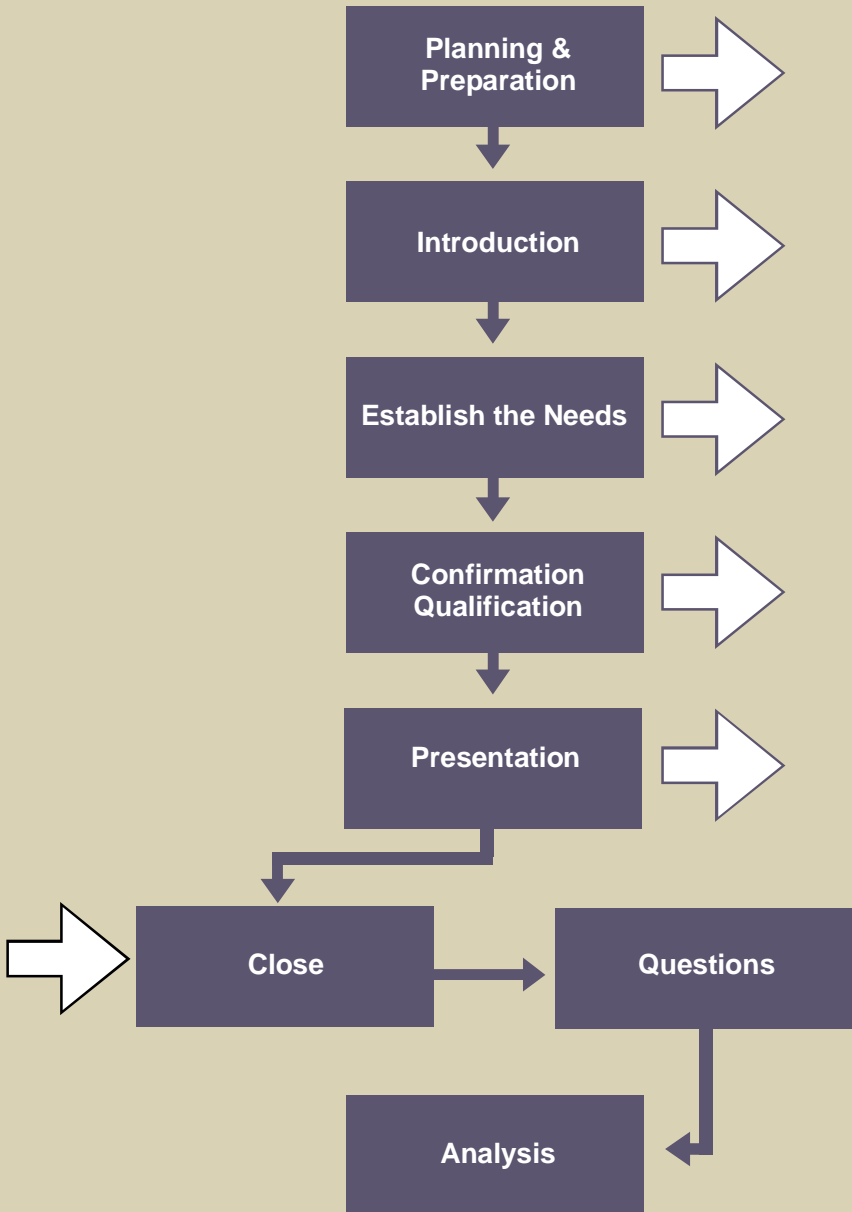 Planning &
Preparation
Introduction
Establish the Needs
Confirmation
Qualification
Presentation
Close
Questions
Analysis